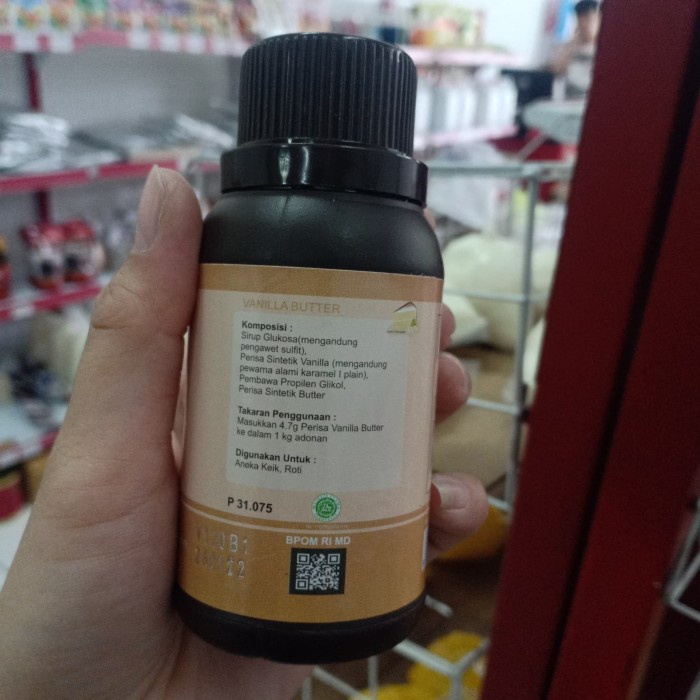 VANILLA BUTTER
Komposisi :
Sirup Glukosa(mengandung
pengawet sulfit),
Perisa Sintetik Vanilla (mengandung
pewarna alami karamel I plain),
Pembawa Propilen Glikol,
Perisa Sintetik Butter
Takaran Penggunaan :
Masukkan 4.7g Perisa Vanilla Butter
ke dalam 1 kg adonan
Digunakan Untuk :
Aneka Keik, Roti
P 31.075
BPOM RI MD